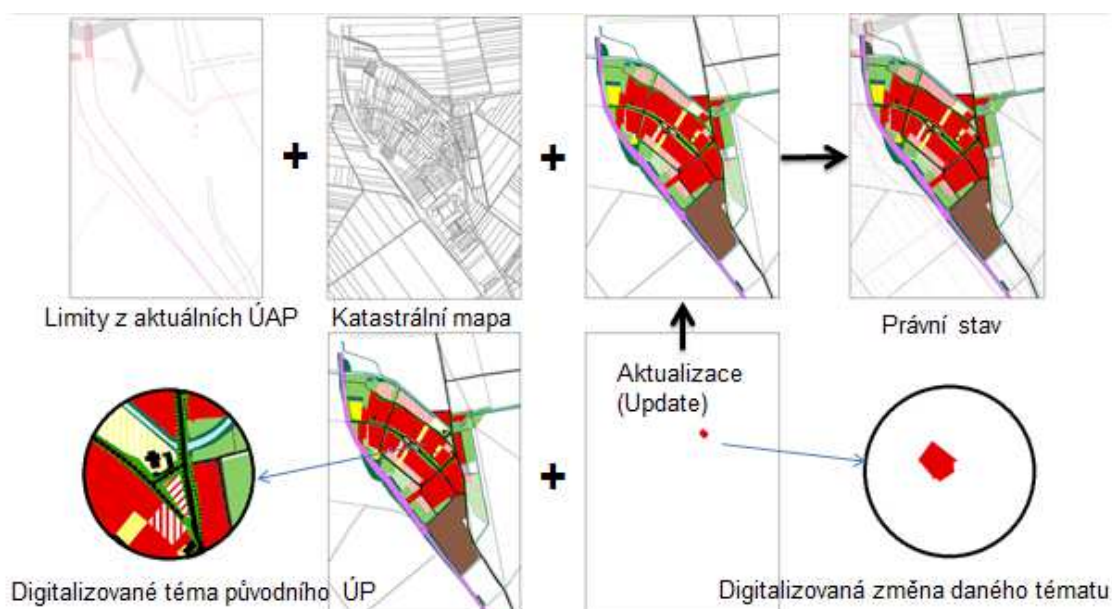 Limity z aktuálních ÚAP
Katastrální mapa
Právní stav
Aktualizace
(Update)
Digitalizované téma původního ÚP
Digitalizovaná změna daného tématu